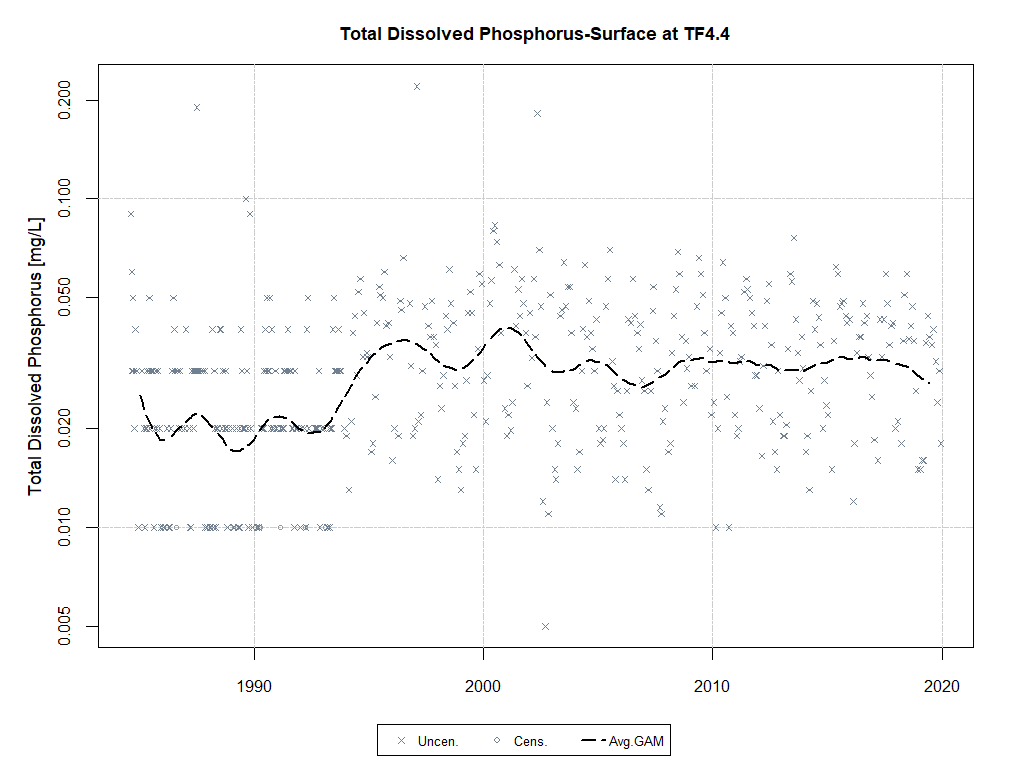 Total Dissolved Phosphorus-Surface at TF4.4
Total Dissolved Phosphorus [mg/L]
0.200
0.100
0.050
0.020
0.010
0.005
1990 2000 2010 2020
Uncen. Cens. Avg.GAM